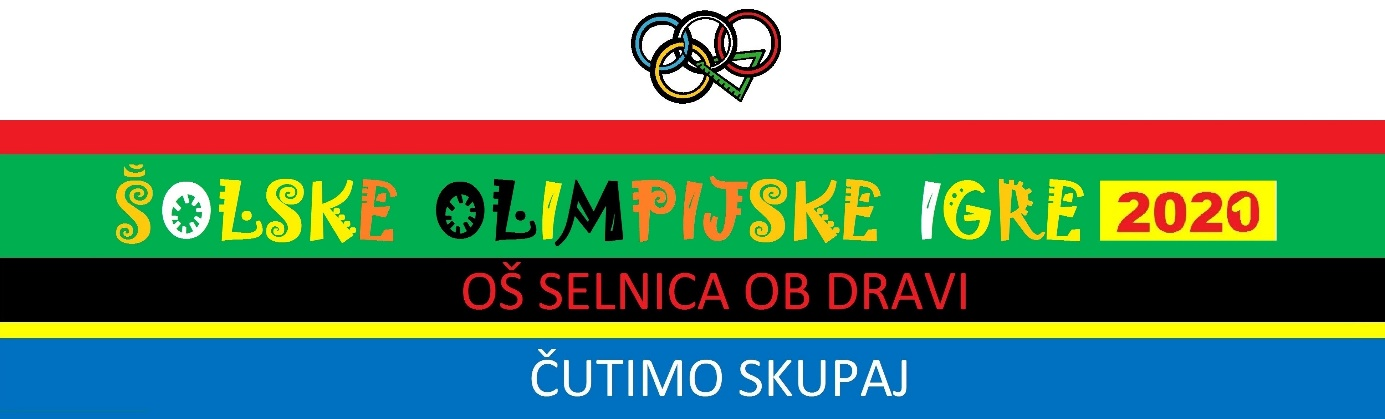 ŠOLSKE OLIMPIJSKE IGRE 2020
OŠ SELNICA OB DRAVI
ČUTIMO SKUPAJ